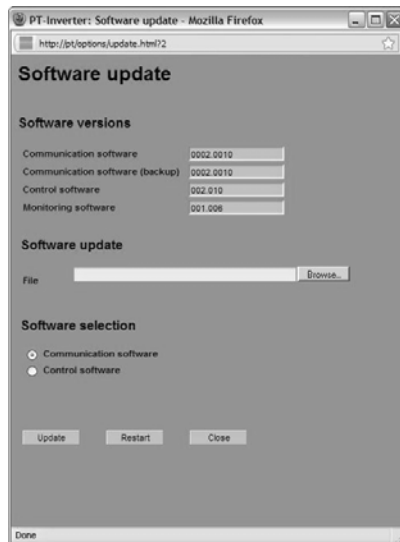 PT-Inverter: Software update - Mozilla Firefox
http://pt/options/update.html?2
Software update
Software versions
Communication software 0002.0010
Communication software (backup) 0002.0010
Control software 002.010
Monitoring software 001.006
Software update
File Browse..
Software selection
Communication software
Control software
Update Restart Close
Done